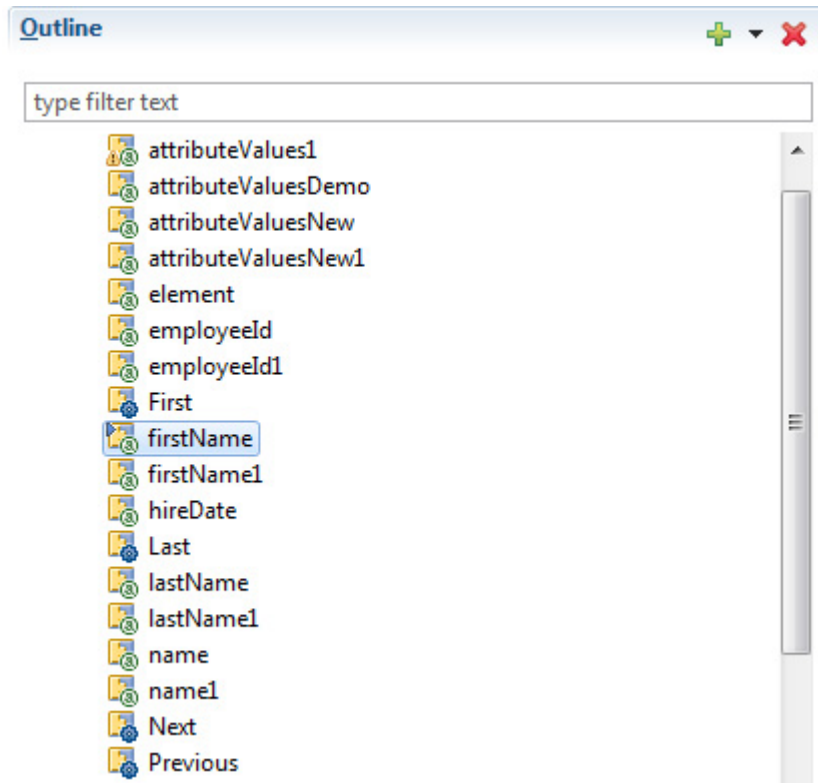 Outline
type filter text
attributeValues1
attributeValuesDemo
attributeValuesNew
attributeValuesNew1
element
employeeId
employeeId1
First
firstName
firstName1
hireDate
Last
lastName
lastName1
name
name1
Next
Previous